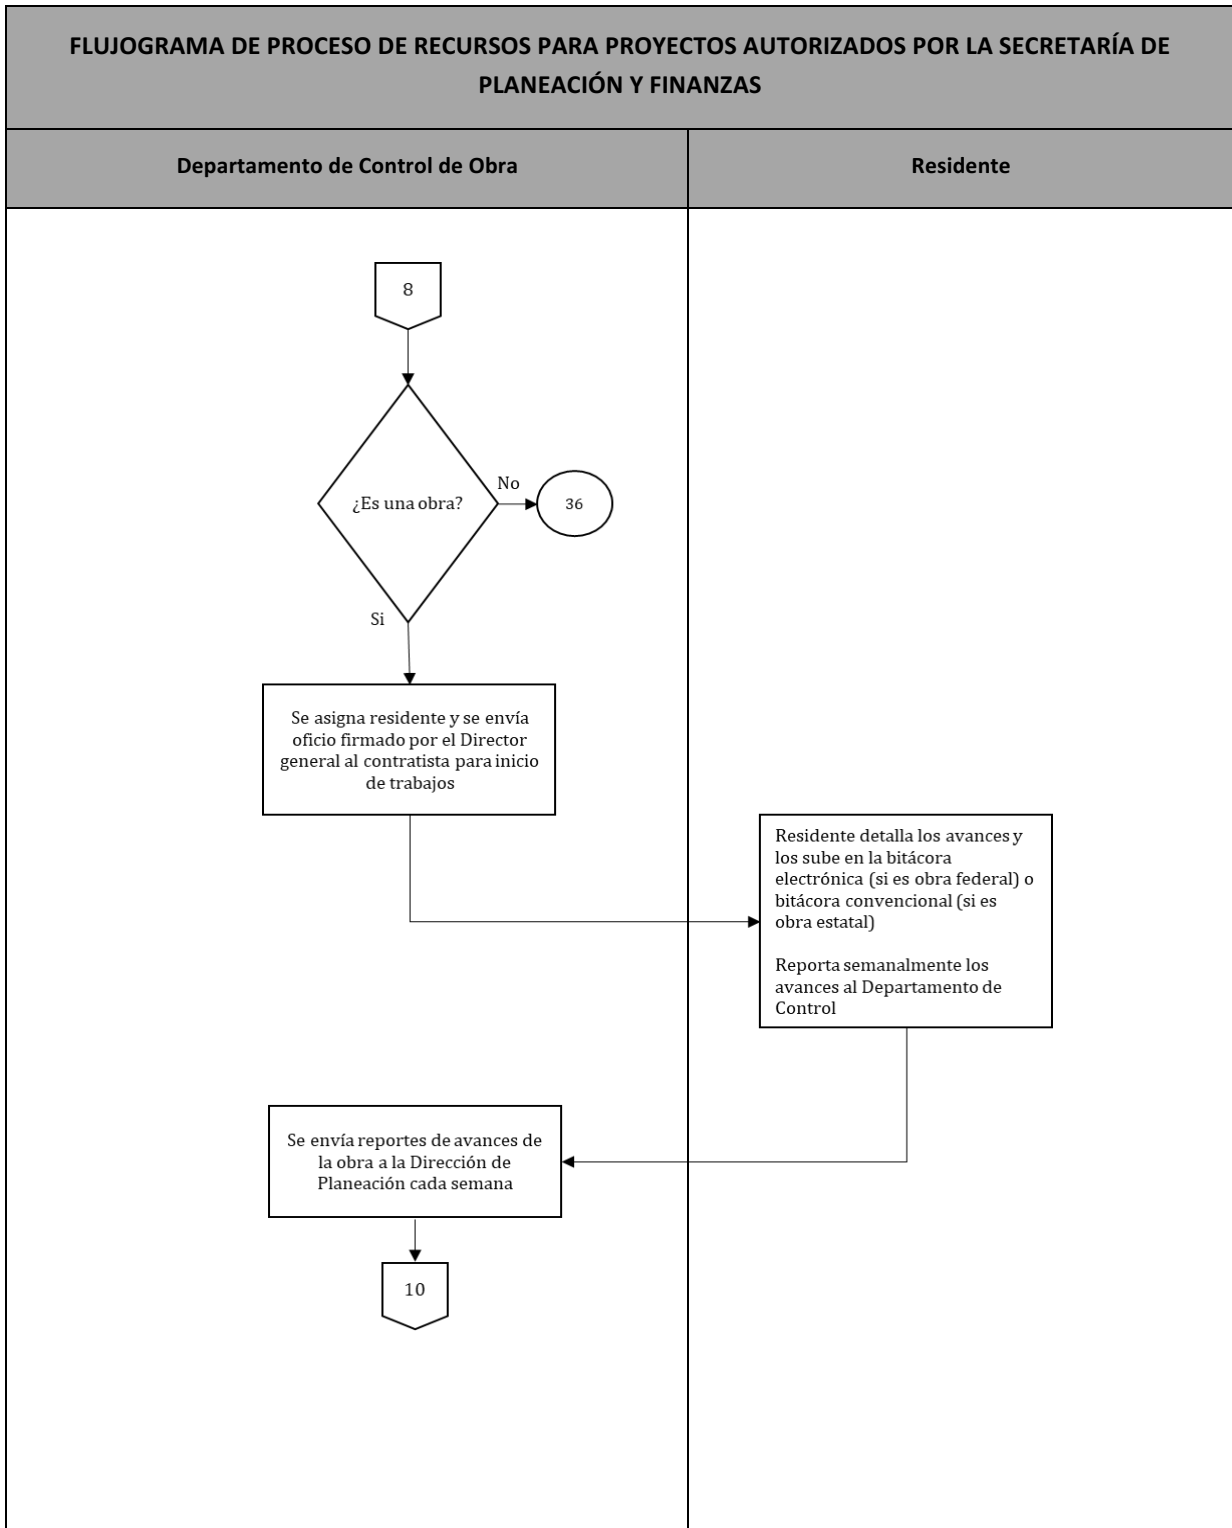 FLUJOGRAMA DE PROCESO DE RECURSOS PARA PROYECTOS AUTORIZADOS POR LA SECRETARÍA DE
PLANEACIÓN Y FINANZAS
Departamento de Control de Obra
Residente
8
¿Es una obra?
No
36
Si
Se asigna residente y se envía
oficio firmado por el Director
general al contratista para inicio
de trabajos
Residente detalla los avances y
los sube en la bitácora
electrónica (si es obra federal) o
bitácora convencional (si es
obra estatal)
Reporta semanalmente los
avances al Departamento de
Control
Se envía reportes de avances de
la obra a la Dirección de
Planeación cada semana
10